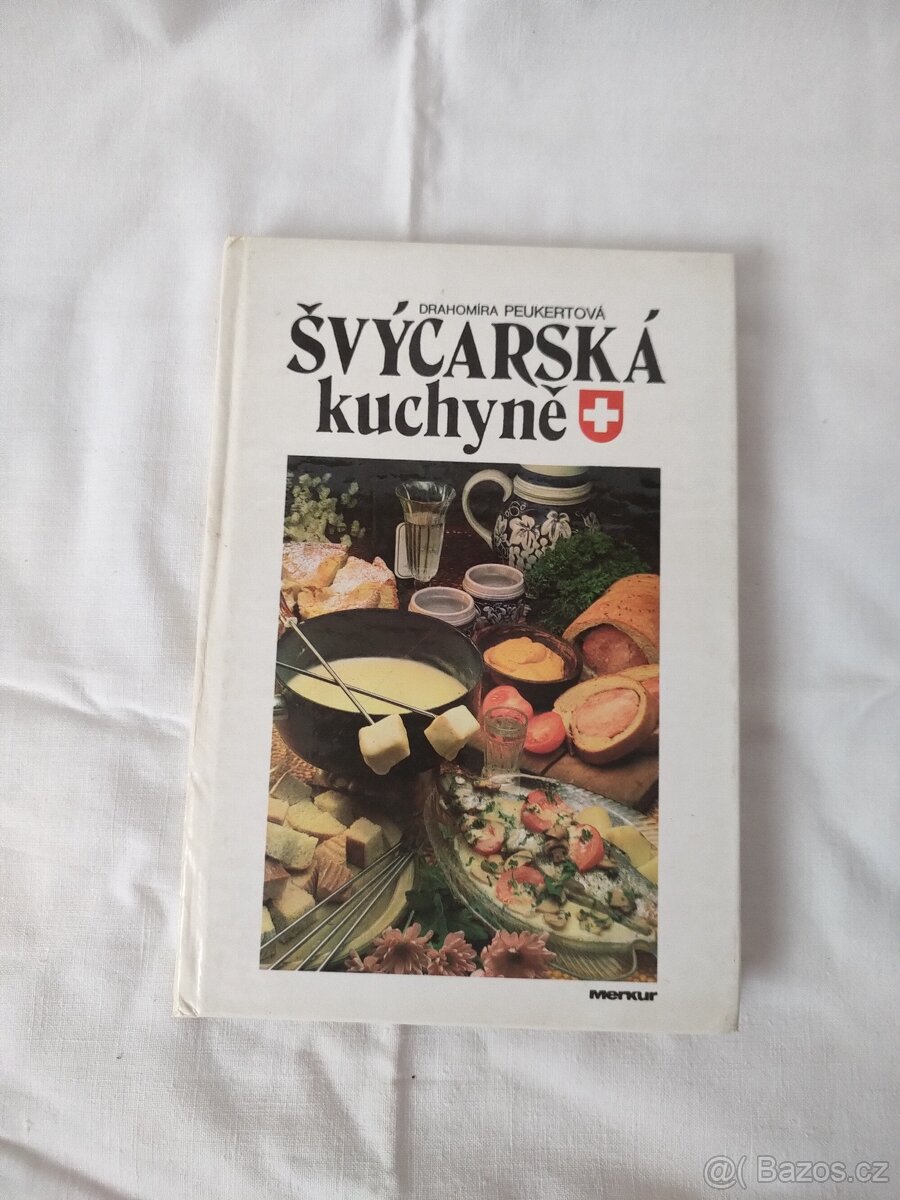 DRAHOMÍRA PEUKERTOVÁ
ŠVÝCARSKÁ
kuchyně
Merkur
@( Bazos.cz